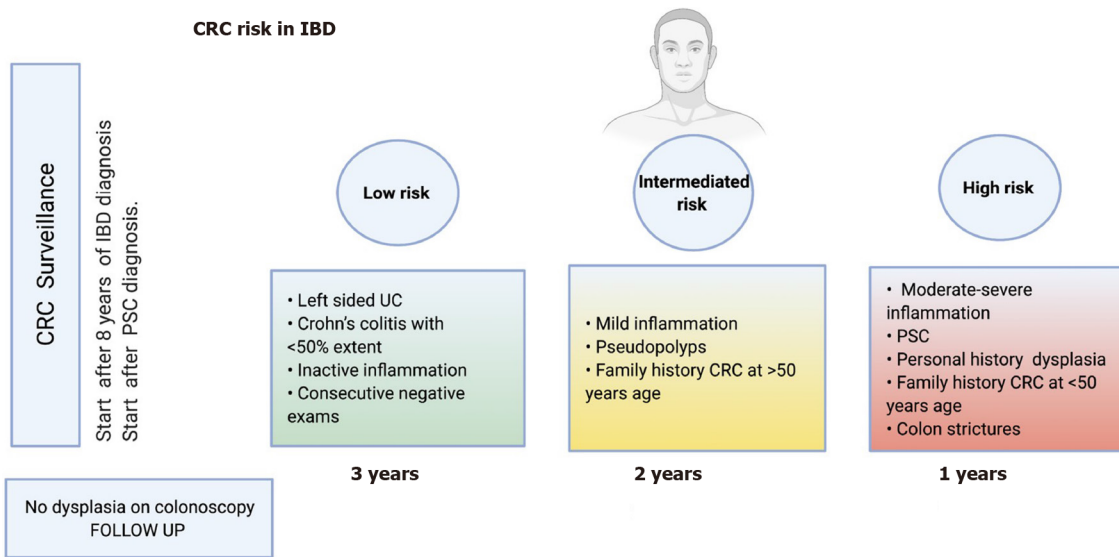 CRC risk in IBD
CRC Surveillance
Start after 8 years of IBD diagnosis
Start after PSC diagnosis.
Low risk
• Left sided UC
• Crohn's colitis with
<50% extent
• Inactive inflammation
• Consecutive negative
exams
3 years
Intermediated
risk
• Mild inflammation
• Pseudopolyps
• Family history CRC at >50
years age
2 years
High risk
• Moderate-severe
inflammation
• PSC
• Personal history dysplasia
• Family history CRC at <50
years age
• Colon strictures
1 years
No dysplasia on colonoscopy
FOLLOW UP